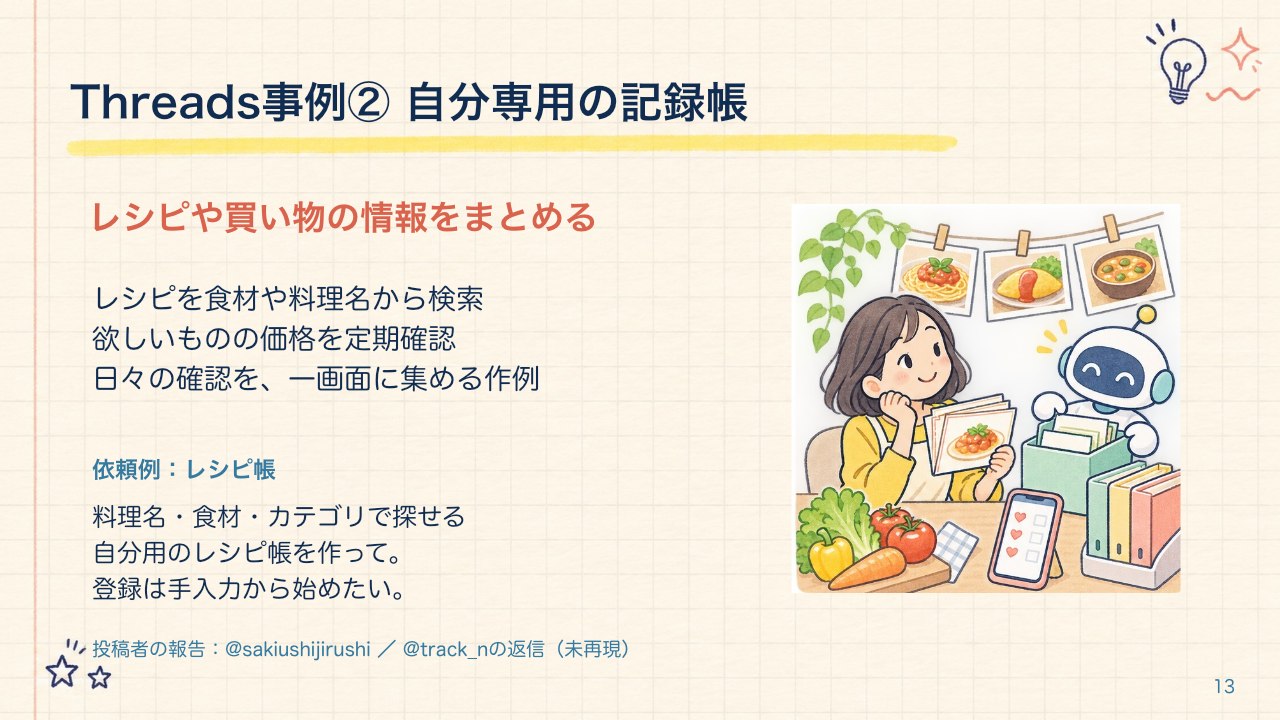 Threads事例② 自分専用の記録帳
レシピや買い物の情報をまとめる
レシピを食材や料理名から検索
欲しいものの価格を定期確認
日々の確認を、一画面に集める作例
依頼例：レシピ帳
料理名・食材・カテゴリで探せる
自分用のレシピ帳を作って。
登録は手入力から始めたい。
投稿者の報告：@sakiushijirushi ／ @track_nの返信（未再現）
13